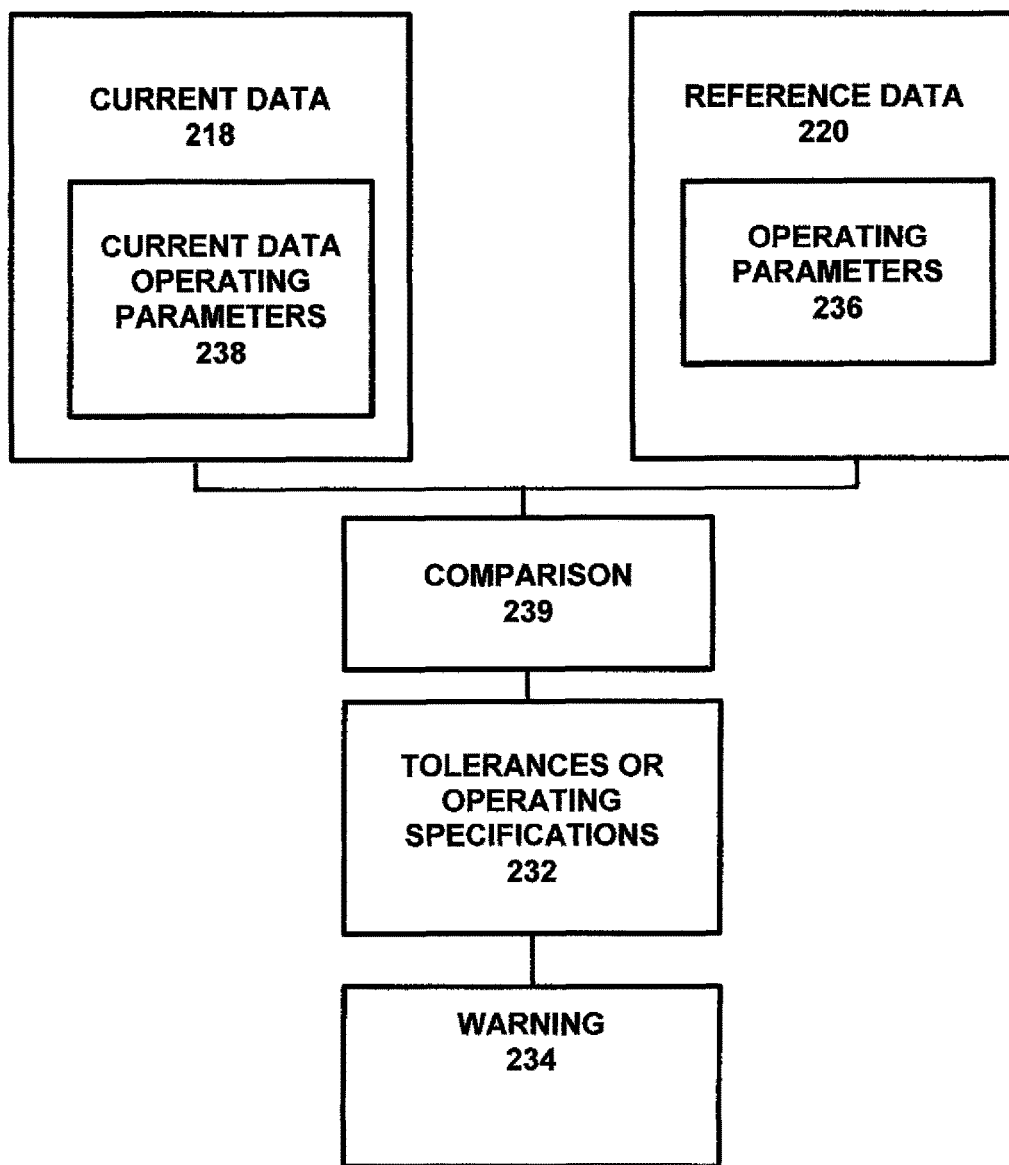 CURRENT DATA
218
CURRENT DATA
OPERATING
PARAMETERS
238
REFERENCE DATA
220
OPERATING
PARAMETERS
236
COMPARISON
239
TOLERANCES OR
OPERATING
SPECIFICATIONS
232
WARNING
234